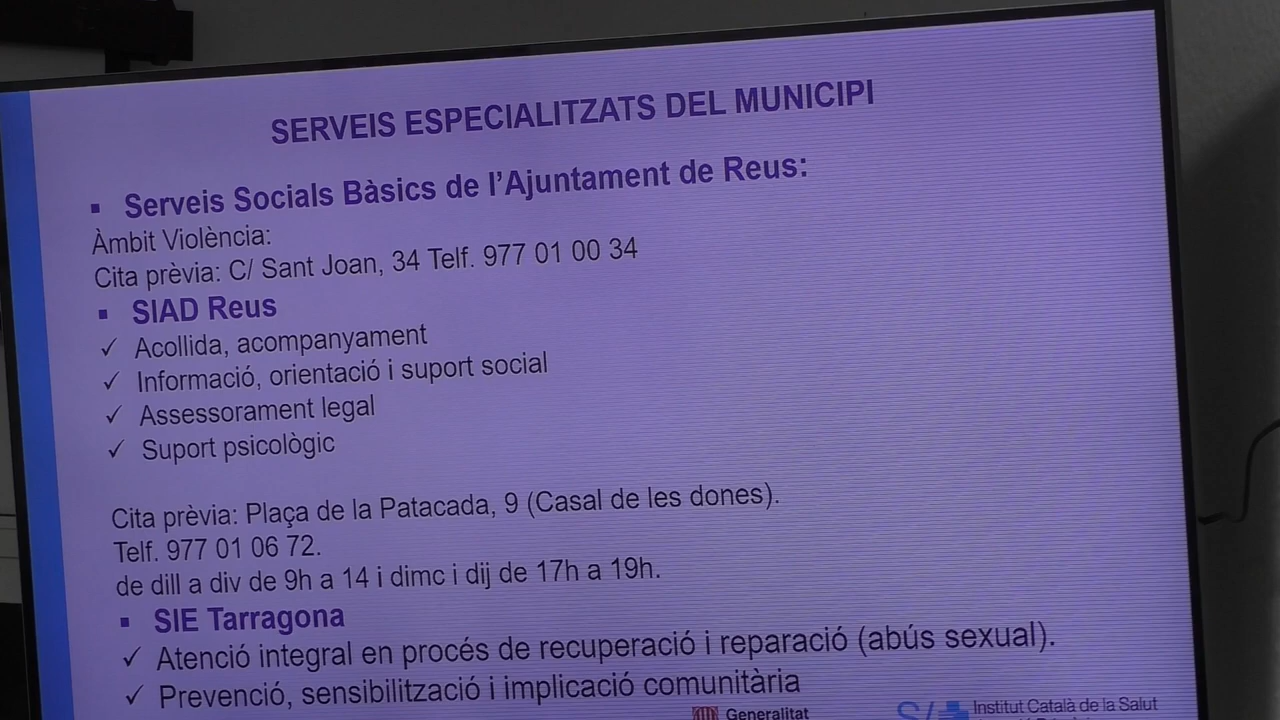 SERVEIS ESPECIALITZATS DEL MUNICIPI
▪ Serveis Socials Bàsics de l'Ajuntament de Reus:
Àmbit Violència:
Cita prèvia: C/ Sant Joan, 34 Telf. 977 01 00 34
▪ SIAD Reus
✓ Acollida, acompanyament
✓ Informació, orientació i suport social
✓ Assessorament legal
✓ Suport psicològic
Cita prèvia: Plaça de la Patacada, 9 (Casal de les dones).
Telf. 977 01 06 72.
de dill a div de 9h a 14 i dimc i dij de 17h a 19h.
▪ SIE Tarragona
✓ Atenció integral en procés de recuperació i reparació (abús sexual).
✓ Prevenció, sensibilització i implicació comunitària
Generalitat
Institut Català de la Salut